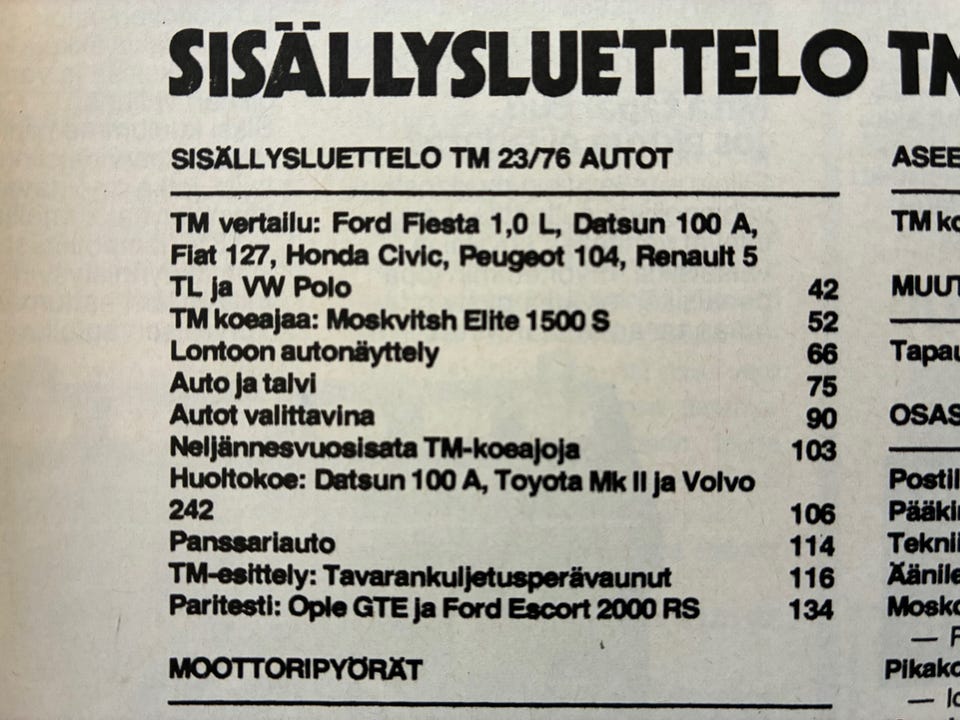 SISÄLLYSLUETTELO TM
SISÄLLYSLUETTELO TM 23/76 AUTOT
TM vertailu: Ford Fiesta 1,0 L, Datsun 100 A,
Fiat 127, Honda Civic, Peugeot 104, Renault 5
TL ja VW Polo 42
TM koeajaa: Moskvitsh Elite 1500 S 52
Lontoon autonäyttely 66
Auto ja talvi 75
Autot valittavina 90
Neljännesvuosisata TM-koeajoja 103
Huoltokoe: Datsun 100 A, Toyota Mk II ja Volvo
242 106
Panssariauto 114
TM-esittely: Tavarankuljetusperävaunut 116
Paritesti: Ople GTE ja Ford Escort 2000 RS 134
MOOTTORIPYÖRÄT
TM